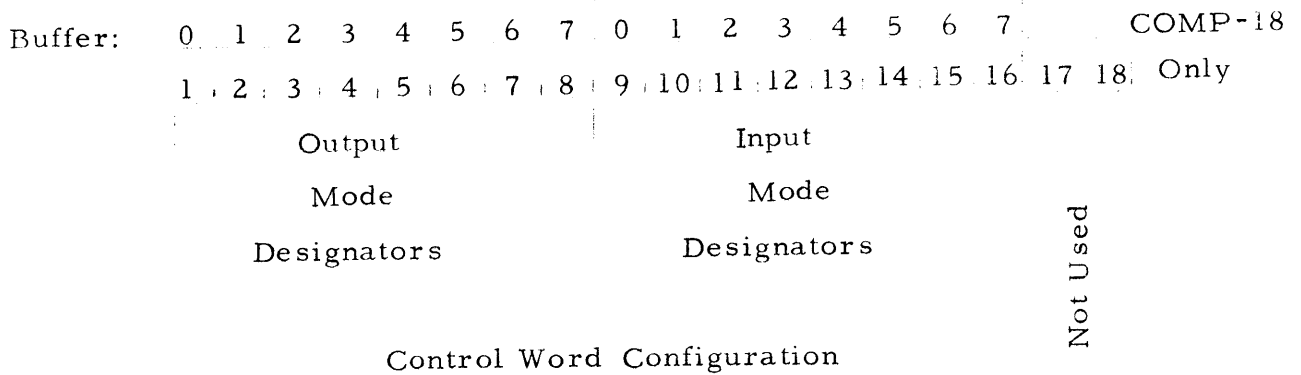 Buffer: 0 1 2 3 4 5 6 7 0 1 2 3 4 5 6 7 COMP-18
1 2 3 4 5 6 7 8 9 10 11 12 13 14 15 16 17 18 Only
Output Input
Mode Mode
Designators Designators
Not Used
Control Word Configuration